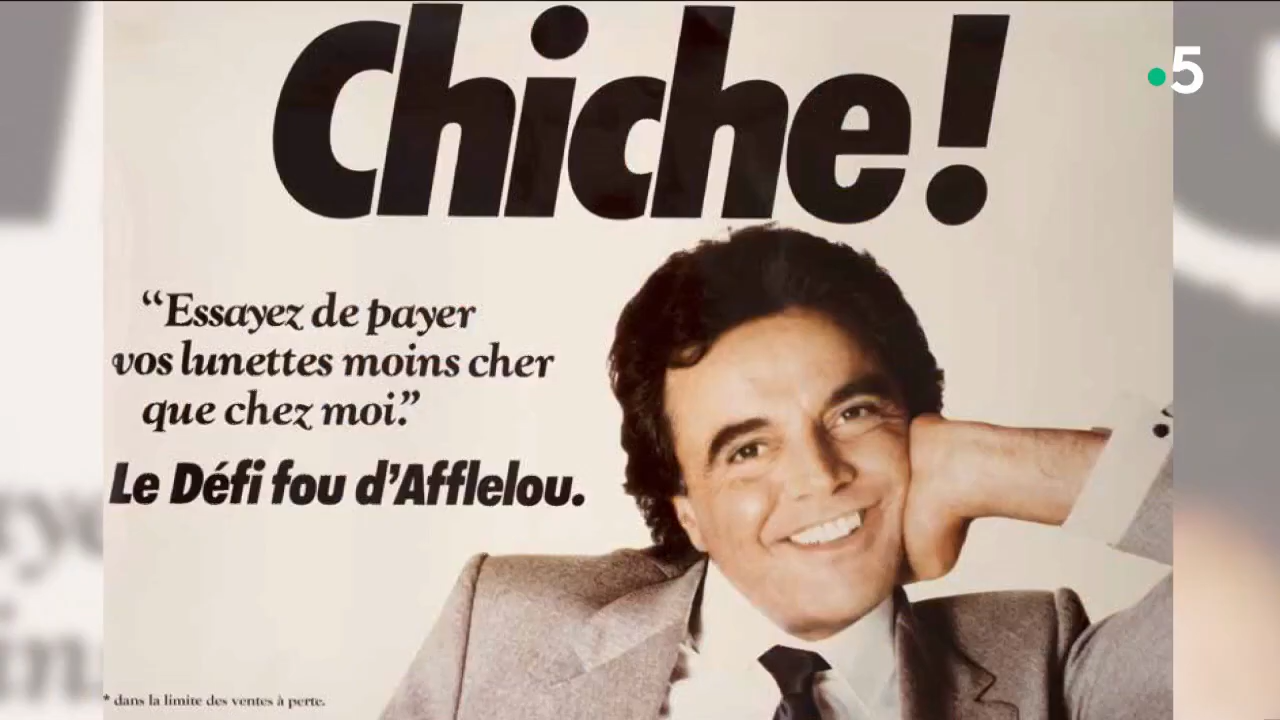 Chiche !
5
“Essayez de payer
vos lunettes moins cher
que chez moi.”
Le Défi fou d’Afflelou.
* dans la limite des ventes à perte.